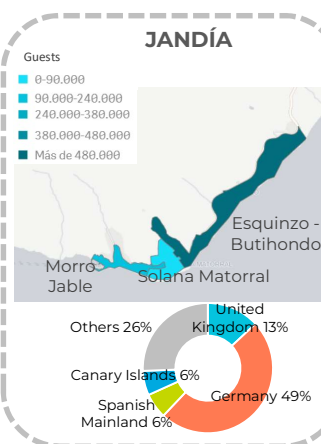 JANDÍA
Guests
0-90.000
90.000-240.000
240.000-380.000
380.000-480.000
Más de 480.000
Esquinzo -
Butihondo
Morro
Jable
Solana Matorral
United
Kingdom 13%
Others 26%
Canary Islands 6%
Germany 49%
Spanish
Mainland 6%